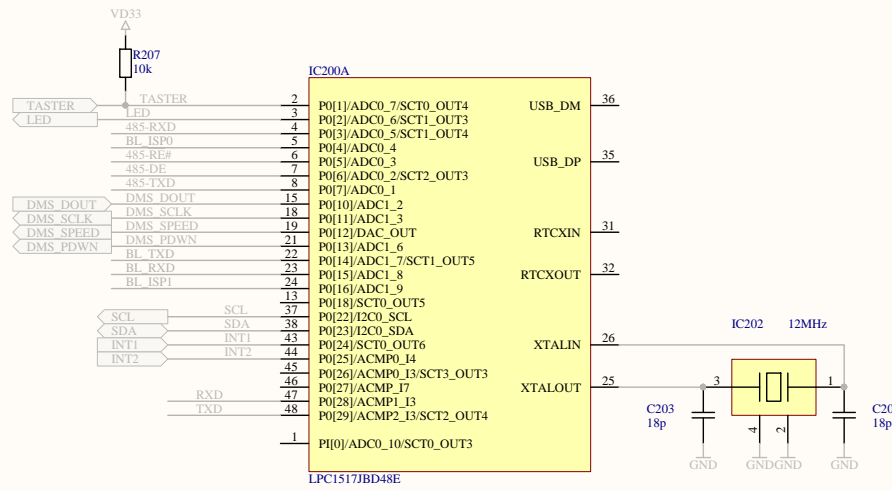 VD33
R207
10k
IC200A
TASTER TASTER 2 P0[1]/ADC0_7/SCT0_OUT4 USB_DM 36
LED LED 3 P0[2]/ADC0_6/SCT1_OUT3
485-RXD 4 P0[3]/ADC0_5/SCT1_OUT4
BL_ISP0 5 P0[4]/ADC0_4
485-RE# 6 P0[5]/ADC0_3 USB_DP 35
485-DE 7 P0[6]/ADC0_2/SCT2_OUT3
485-TXD 8 P0[7]/ADC0_1
DMS_DOUT DMS_DOUT 15 P0[10]/ADC1_2
DMS_SCLK DMS_SCLK 18 P0[11]/ADC1_3
DMS_SPEED DMS_SPEED 19 P0[12]/DAC_OUT RTCXIN 31
DMS_PDWN DMS_PDWN 21 P0[13]/ADC1_6
BL_TXD 22 P0[14]/ADC1_7/SCT1_OUT5
BL_RXD 23 P0[15]/ADC1_8 RTCXOUT 32
BL_ISP1 24 P0[16]/ADC1_9
13 P0[18]/SCT0_OUT5
SCL SCL 37 P0[22]/I2C0_SCL
SDA SDA 38 P0[23]/I2C0_SDA
IC202 12MHz
INT1 INT1 43 P0[24]/SCT0_OUT6 XTALIN 26
INT2 INT2 44 P0[25]/ACMP0_I4
45 P0[26]/ACMP0_I3/SCT3_OUT3
46 P0[27]/ACMP_I7 XTALOUT 25 3 1
RXD 47 P0[28]/ACMP1_I3
TXD 48 P0[29]/ACMP2_I3/SCT2_OUT4
C203 C20
18p 4 2 18p
1 PI[0]/ADC0_10/SCT0_OUT3
GND GND GND GND
LPC1517JBD48E